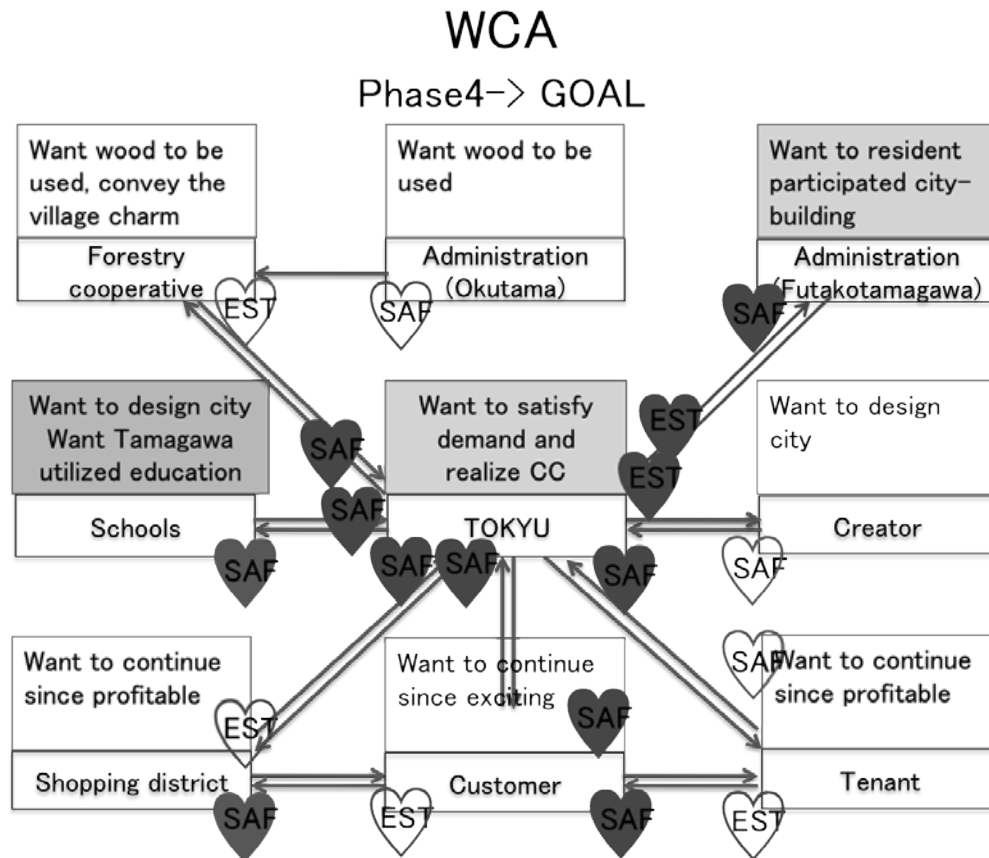 WCA
Phase4-> GOAL
Want wood to be
used, convey the
village charm
Forestry
cooperative
Want wood to be
used
Administration
(Okutama)
Want to resident
participated city-
building
Administration
(Futakotamagawa)
EST
SAF
SAF
Want to design city
Want Tamagawa
utilized education
Schools
Want to satisfy
demand and
realize CC
TOKYU
Want to design
city
Creator
SAF
EST
EST
SAF
SAF
SAF
SAF
SAF
SAF
Want to continue
since profitable
Shopping district
Want to continue
since exciting
Customer
Want to continue
since profitable
Tenant
EST
SAF
SAF
SAF
EST
SAF
EST